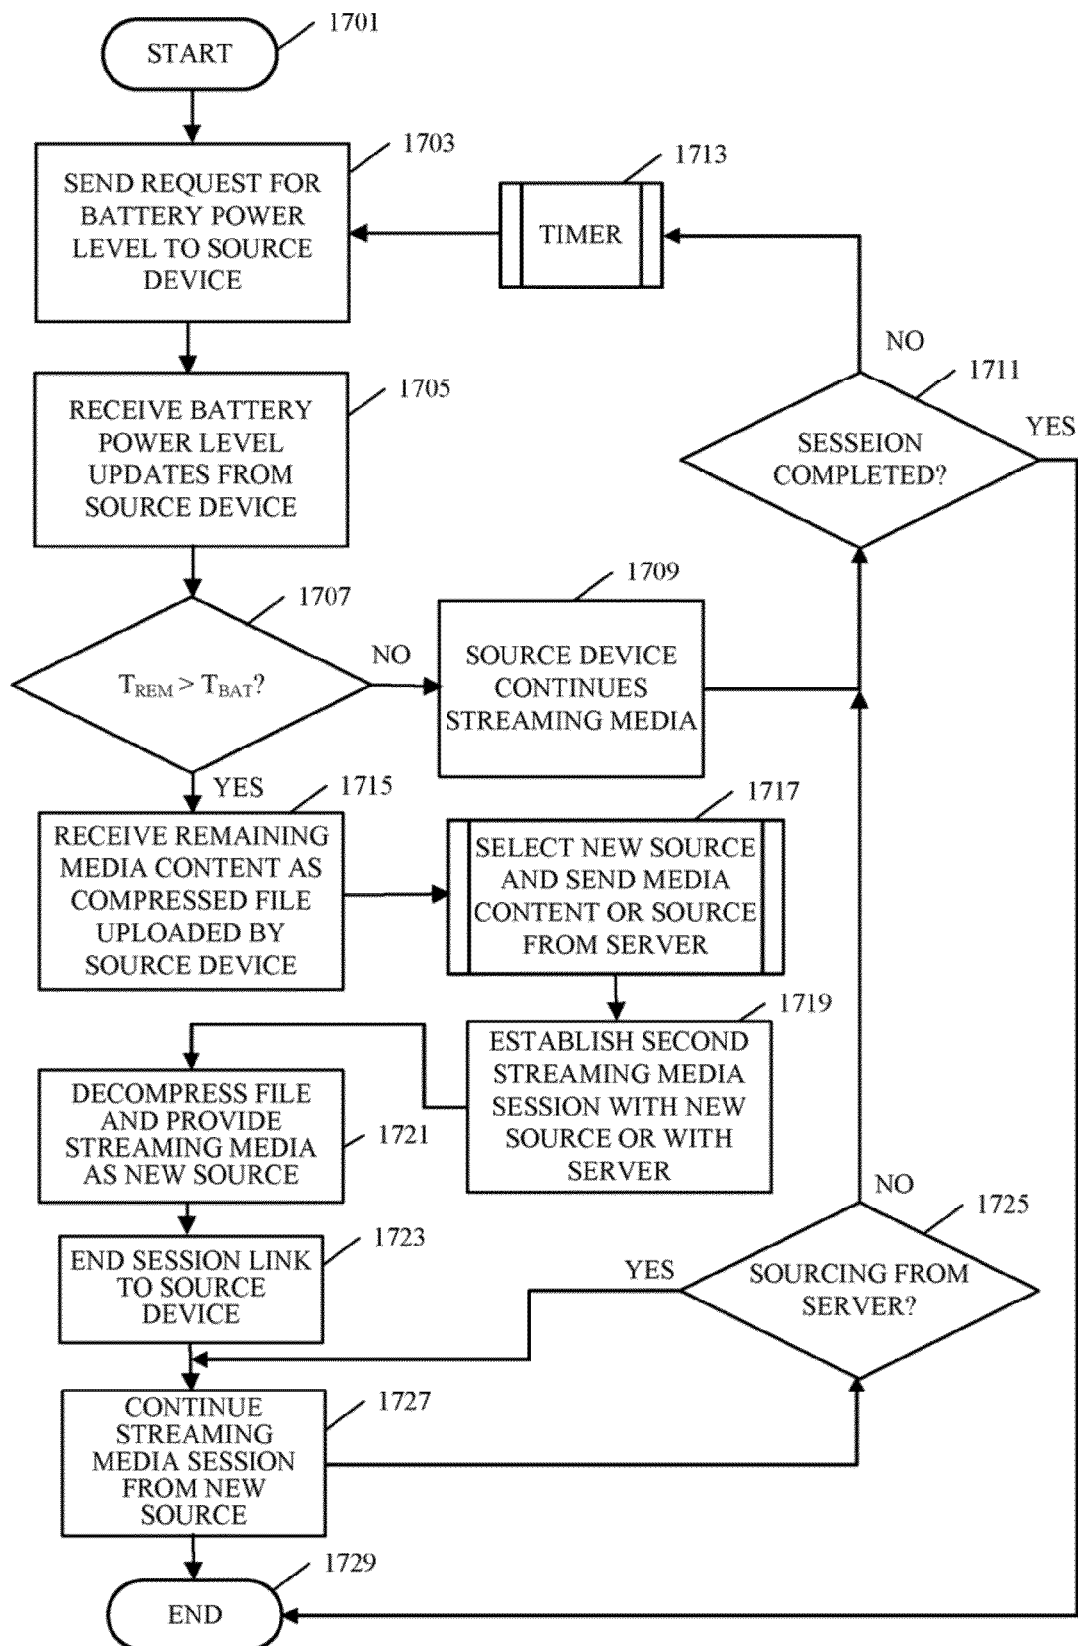 START
1701
1703
SEND REQUEST FOR
BATTERY POWER
LEVEL TO SOURCE
DEVICE
1713
TIMER
NO
1705
RECEIVE BATTERY
POWER LEVEL
UPDATES FROM
SOURCE DEVICE
1711
YES
SESSEION
COMPLETED?
1707
T_REM > T_BAT?
NO
1709
SOURCE DEVICE
CONTINUES
STREAMING MEDIA
YES
1715
RECEIVE REMAINING
MEDIA CONTENT AS
COMPRESSED FILE
UPLOADED BY
SOURCE DEVICE
1717
SELECT NEW SOURCE
AND SEND MEDIA
CONTENT OR SOURCE
FROM SERVER
1719
ESTABLISH SECOND
STREAMING MEDIA
SESSION WITH NEW
SOURCE OR WITH
SERVER
DECOMPRESS FILE
AND PROVIDE
STREAMING MEDIA
AS NEW SOURCE
1721
NO
1725
YES
SOURCING FROM
SERVER?
1723
END SESSION LINK
TO SOURCE
DEVICE
1727
CONTINUE
STREAMING
MEDIA SESSION
FROM NEW
SOURCE
1729
END